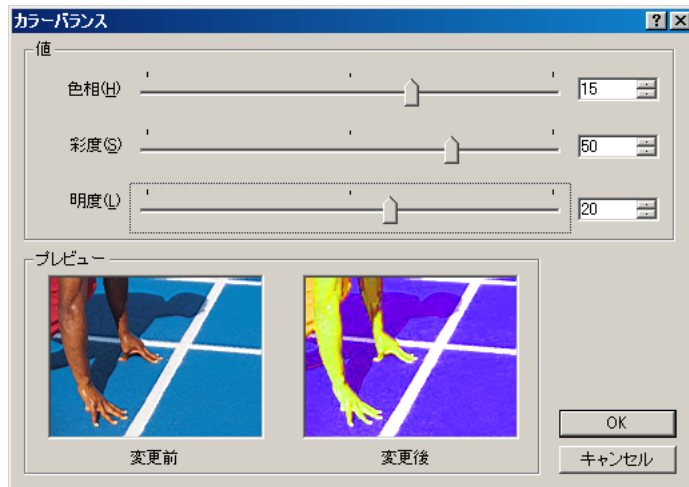 カラーバランス
値
色相(H)
15
彩度(S)
50
明度(L)
20
プレビュー
変更前
変更後
OK
キャンセル